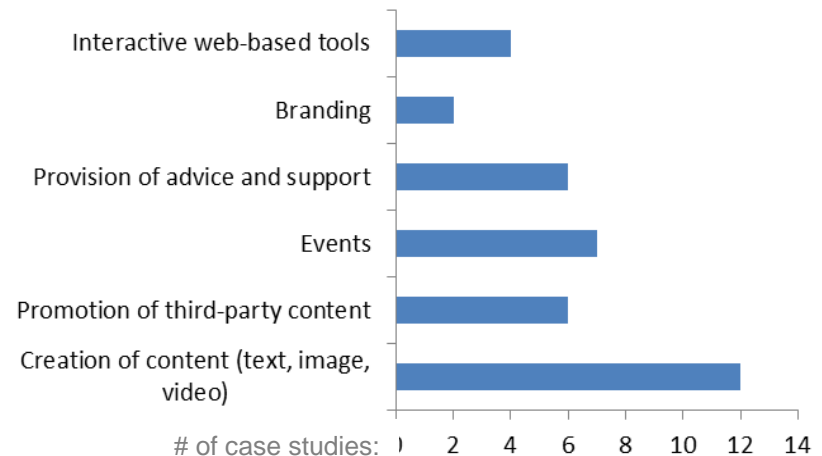 Interactive web-based tools
Branding
Provision of advice and support
Events
Promotion of third-party content
Creation of content (text, image,
video)
# of case studies: 2 4 6 8 10 12 14